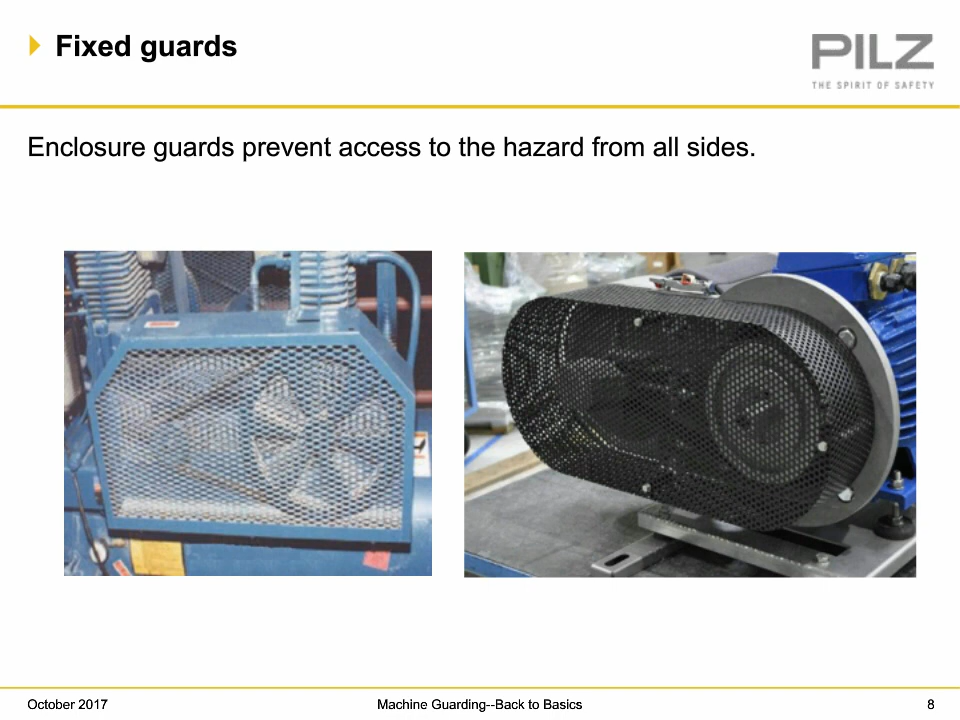 Fixed guards
PILZ
THE SPIRIT OF SAFETY
Enclosure guards prevent access to the hazard from all sides.
October 2017
Machine Guarding--Back to Basics
8